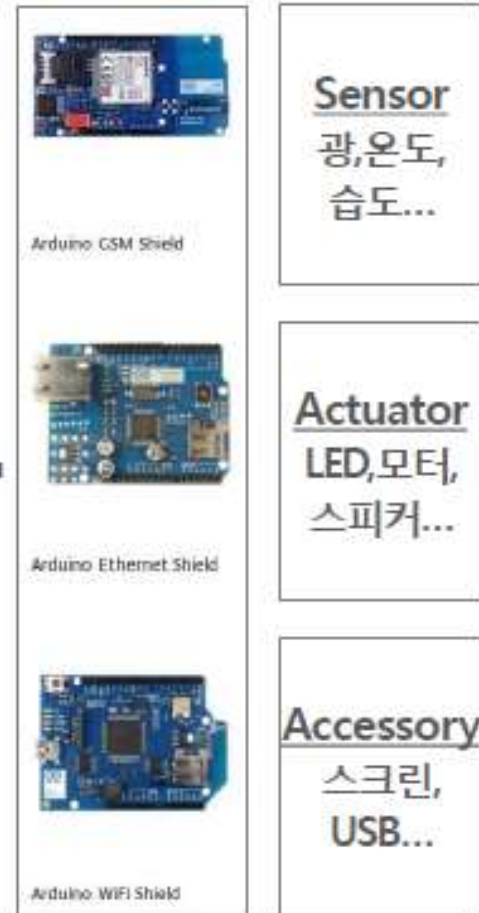 Arduino GSM Shield
Arduino Ethernet Shield
Arduino WiFi Shield
Sensor
광,온도,
습도...
Actuator
LED,모터,
스피커...
Accessory
스크린,
USB...